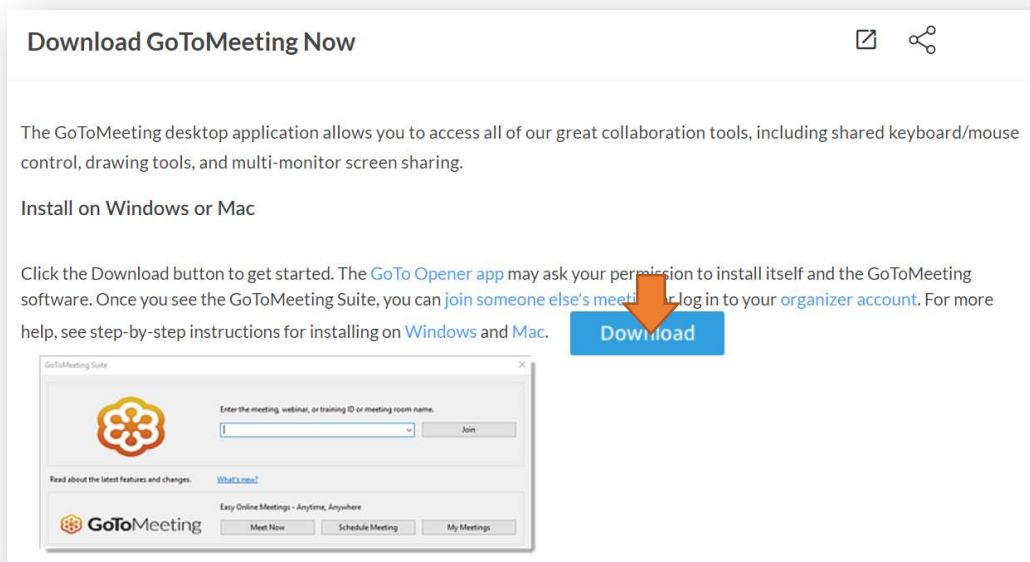 Download GoToMeeting Now
The GoToMeeting desktop application allows you to access all of our great collaboration tools, including shared keyboard/mouse
control, drawing tools, and multi-monitor screen sharing.
Install on Windows or Mac
Click the Download button to get started. The GoTo Opener app may ask your permission to install itself and the GoToMeeting
software. Once you see the GoToMeeting Suite, you can join someone else's meeting or log in to your organizer account. For more
help, see step-by-step instructions for installing on Windows and Mac. Download
GoToMeeting Suite
Enter the meeting, webinar, or training ID or meeting room name.
Join
Read about the latest features and changes. What's new?
Easy Online Meetings - Anytime, Anywhere
GoToMeeting Meet Now Schedule Meeting My Meetings